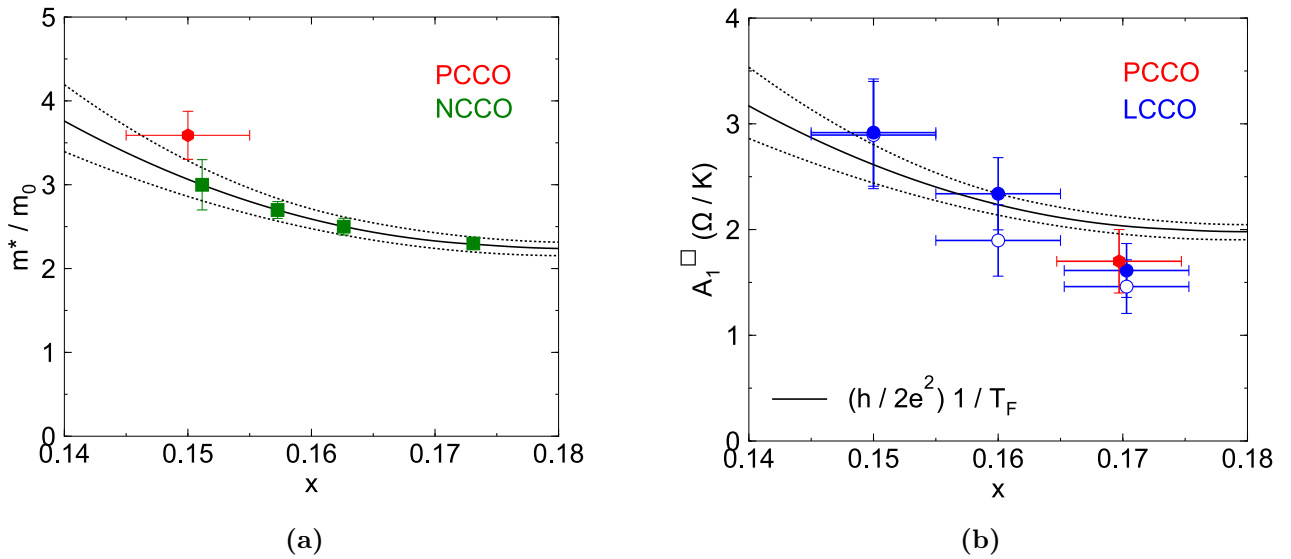 5
4
3
2
1
0
m* / m₀
PCCO
NCCO
0.14
0.15
0.16
0.17
0.18
x
(a)
4
3
2
1
0
A₁□ (Ω / K)
PCCO
LCCO
(h / 2e²) 1 / T_F
0.14
0.15
0.16
0.17
0.18
x
(b)